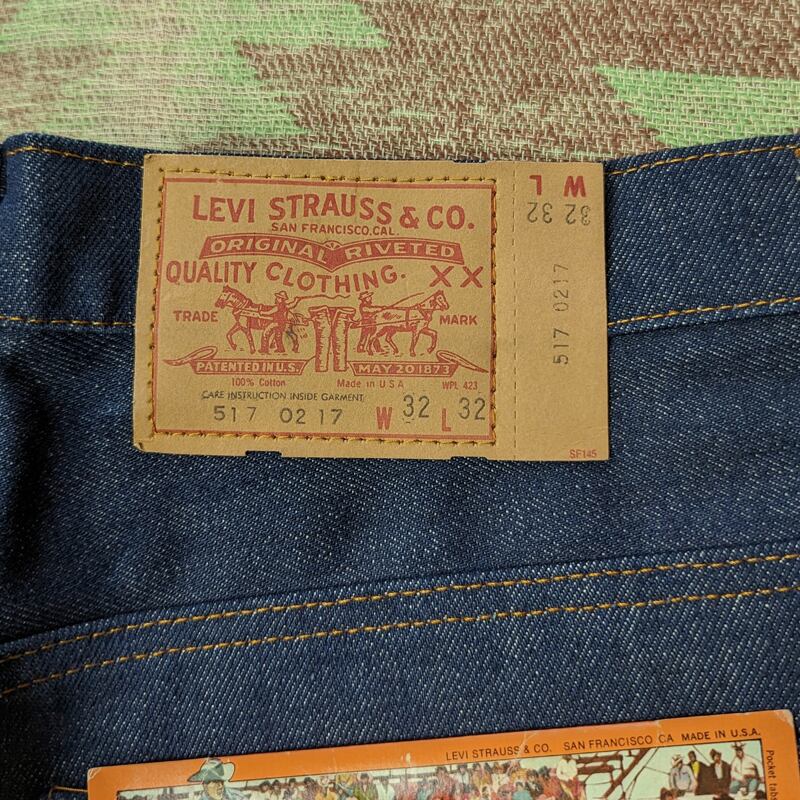 LEVI STRAUSS & CO.
SAN FRANCISCO, CAL.
ORIGINAL RIVETED
QUALITY CLOTHING. XX
TRADE MARK
PATENTED IN U.S. MAY 20 1873
100% Cotton Made in U S A WPL 423
CARE INSTRUCTION INSIDE GARMENT
517 02 17 W 32 L 32
W L
32 32
517 0217
SF145
LEVI STRAUSS & CO. SAN FRANCISCO CA MADE IN U.S.A.
Pocket tab